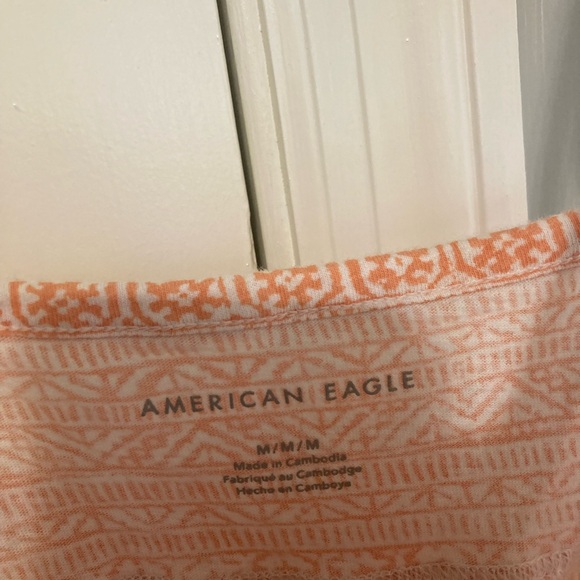 AMERICAN EAGLE
M/M/M
Made in Cambodia
Fabriqué au Cambodge
Hecho en Camboya